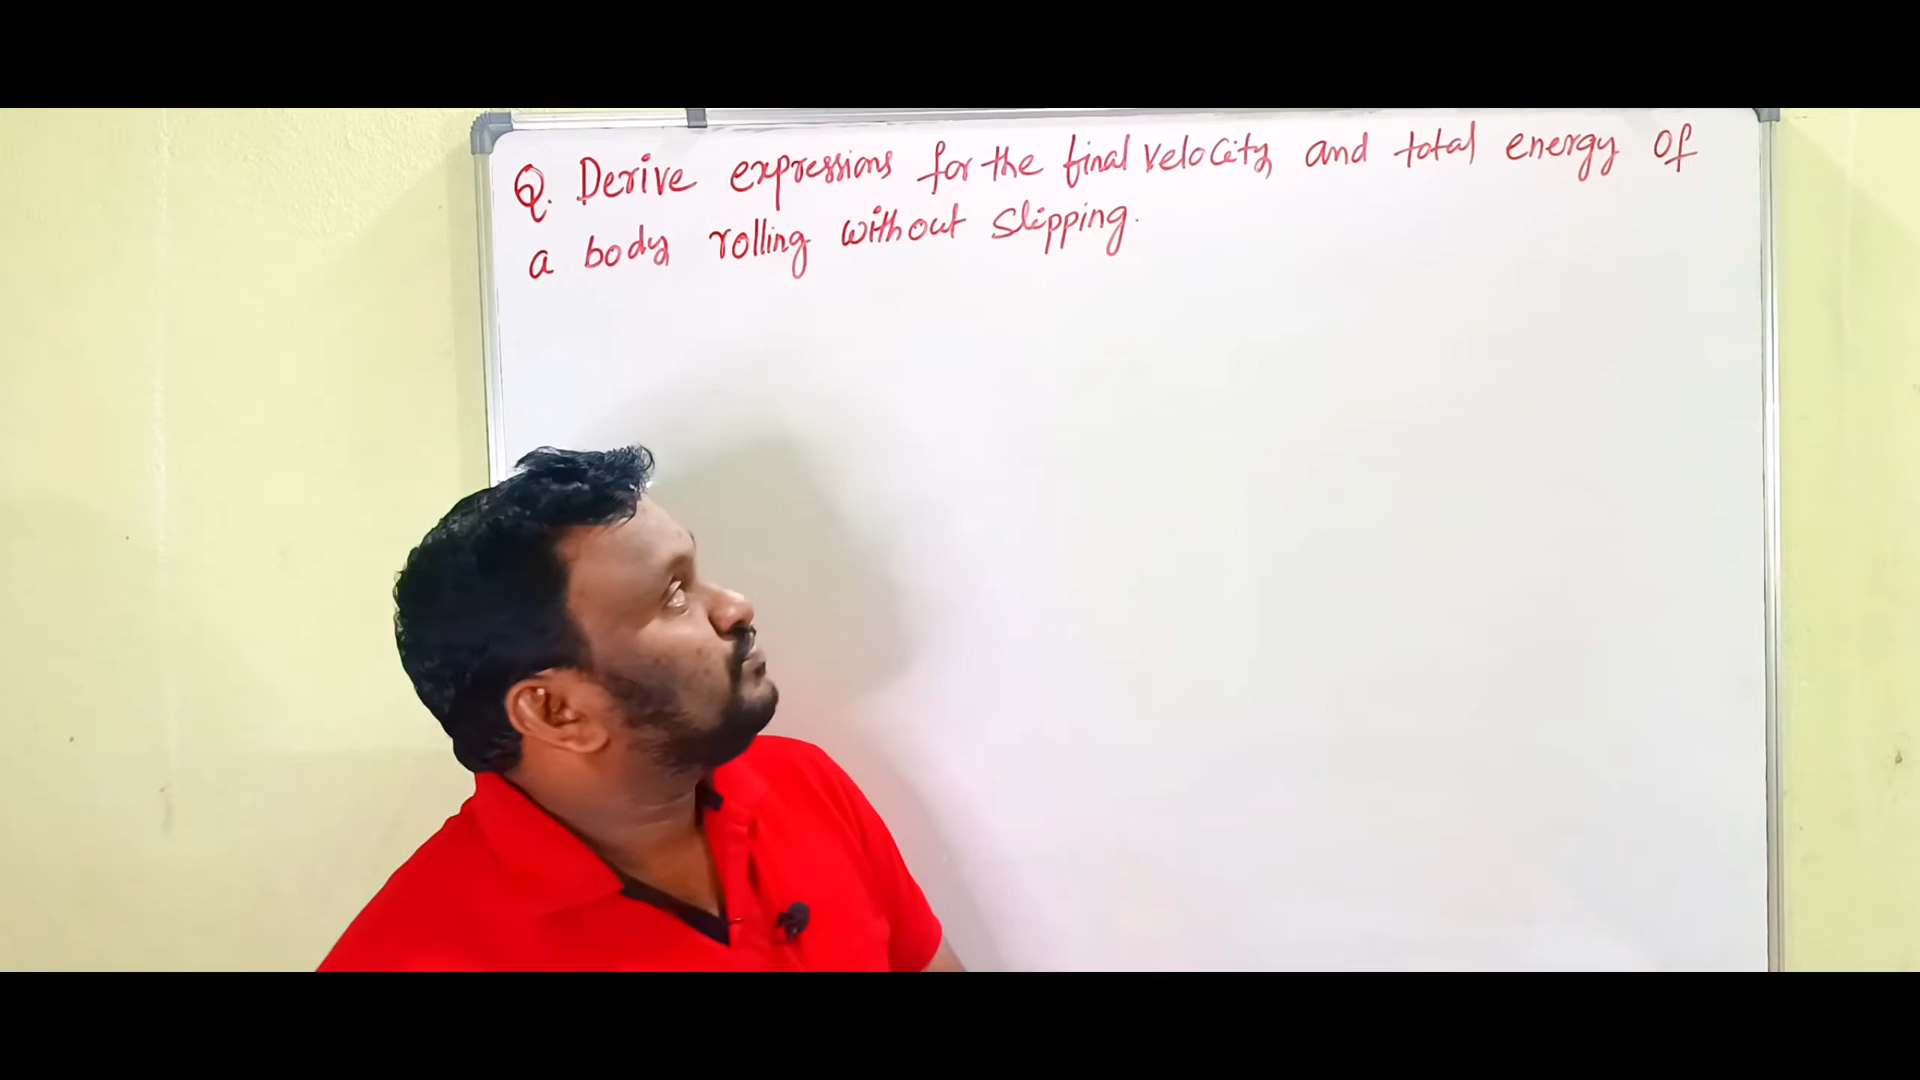 Q. Derive expressions for the final velocity and total energy of
a body rolling without slipping.